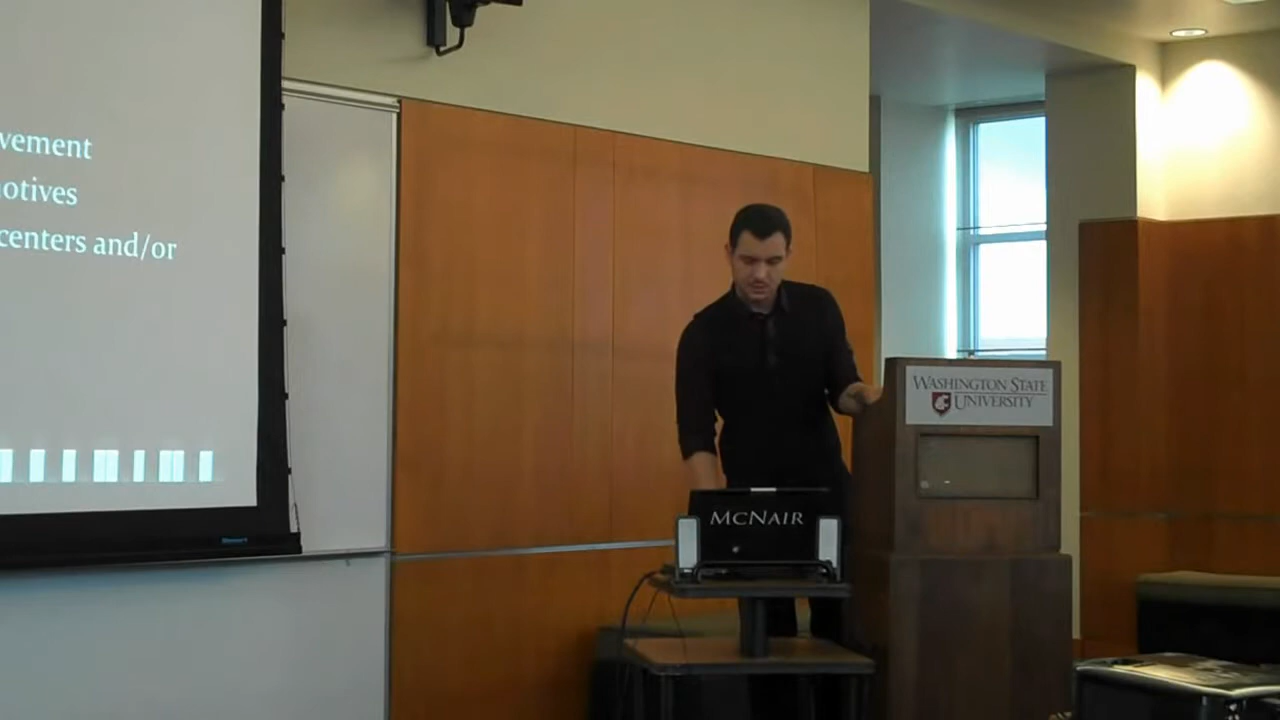 vement
otives
centers and/or
WASHINGTON STATE
UNIVERSITY
MCNAIR